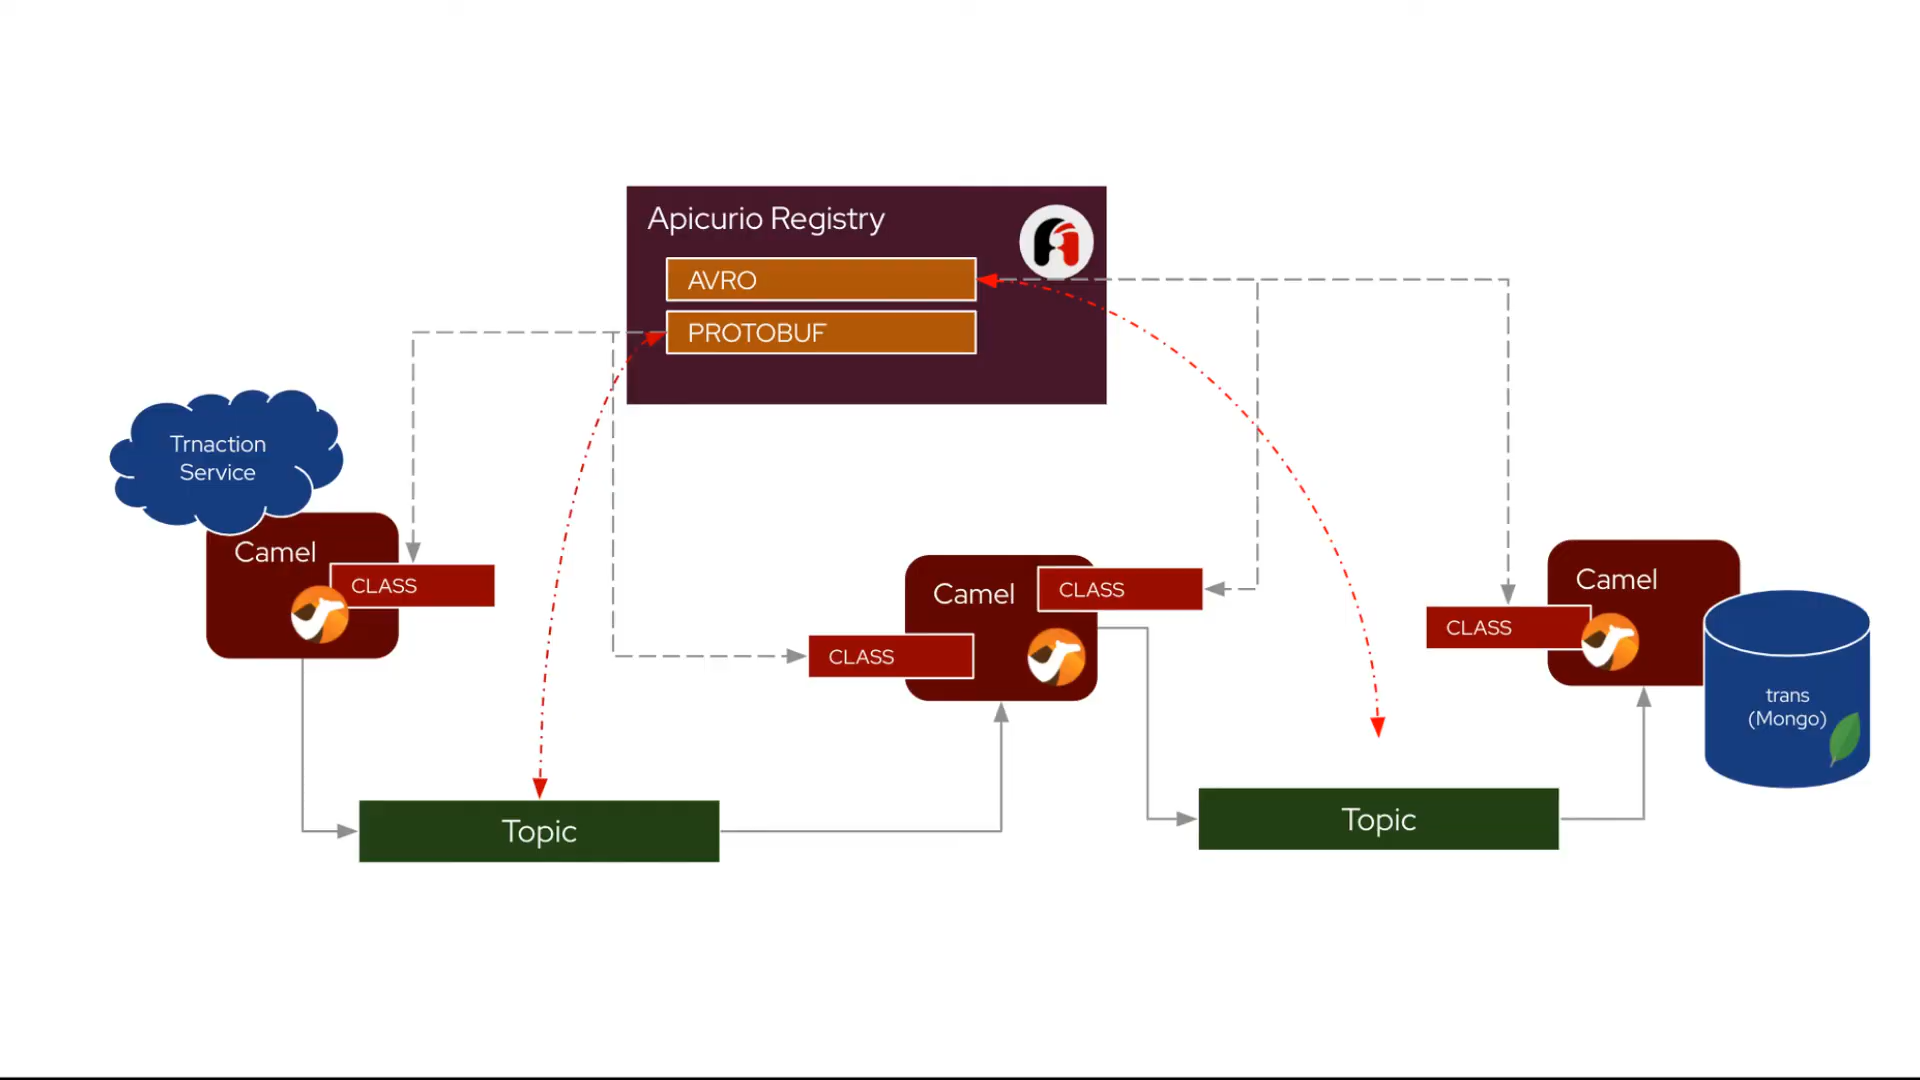 Apicurio Registry
AVRO
PROTOBUF
Trnaction
Service
Camel
CLASS
Camel
CLASS
CLASS
Camel
CLASS
trans
(Mongo)
Topic
Topic